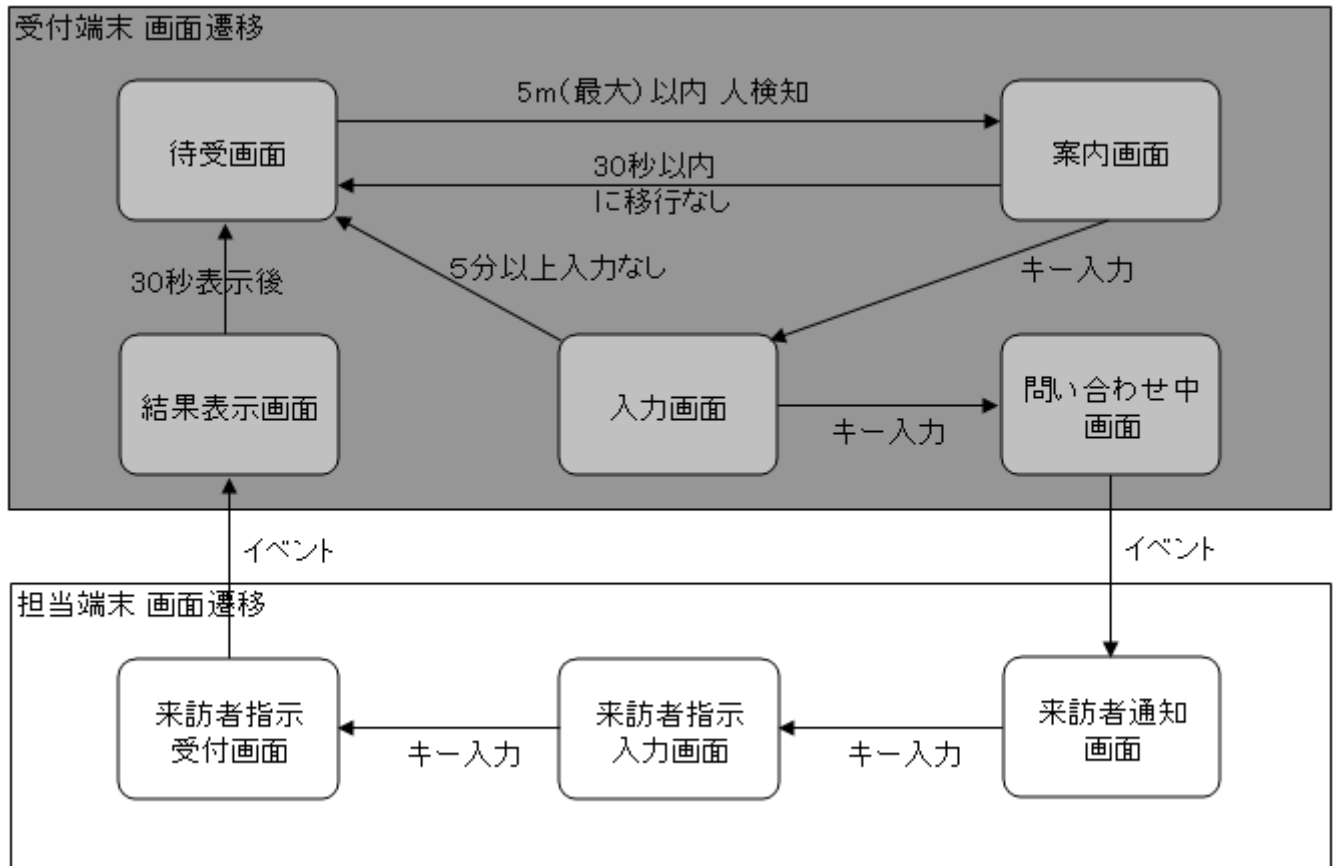 受付端末 画面遷移
5m(最大)以内 人検知
待受画面
案内画面
30秒以内
に移行なし
5分以上入力なし
キー入力
30秒表示後
結果表示画面
入力画面
問い合わせ中
画面
キー入力
イベント
イベント
担当端末 画面遷移
来訪者指示
受付画面
来訪者指示
入力画面
来訪者通知
画面
キー入力
キー入力